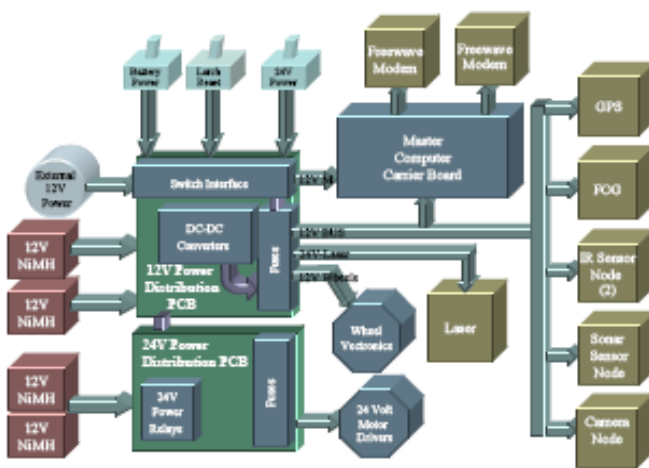 Battery
Power
Latch
Reset
24V
Power
Freewave
Modem
Freewave
Modem
Master
Computer
Carrier Board
GPS
FOG
IR Sensor
Node
(2)
Sonar
Sensor
Node
Camera
Node
External
12V
Power
Switch Interface
12V
12V
NiMH
12V
NiMH
DC-DC
Converters
Fuses
12V Power
Distribution
PCB
12V BUS
24V Laser
12V
Wheel
Laser
24V Power
Distribution PCB
12V
NiMH
12V
NiMH
24V
Power
Relays
Fuses
24 Volt
Motor
Drivers